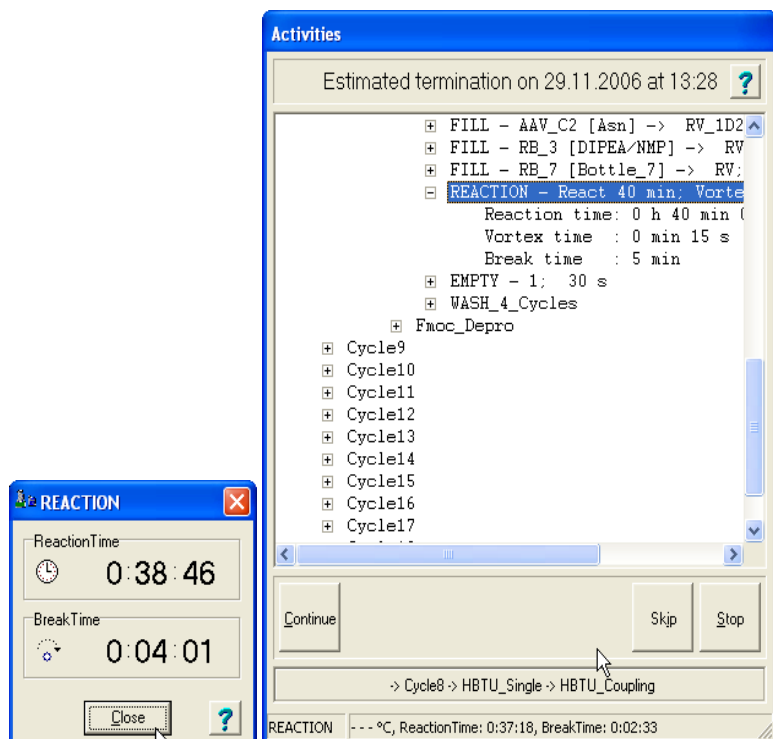 Activities
Estimated termination on 29.11.2006 at 13:28 ?
FILL - AAV_C2 [Asn] -> RV_1D2
FILL - RB_3 [DIPEA/NMP] -> RV
FILL - RB_7 [Bottle_7] -> RV;
REACTION - React 40 min; Vorte
Reaction time: 0 h 40 min 0
Vortex time : 0 min 15 s
Break time : 5 min
EMPTY - 1; 30 s
WASH_4_Cycles
Fmoc_Depro
Cycle9
Cycle10
Cycle11
Cycle12
Cycle13
Cycle14
Cycle15
Cycle16
Cycle17
Continue
Skip
Stop
-> Cycle8 -> HBTU_Single -> HBTU_Coupling
REACTION
- - - °C, ReactionTime: 0:37:18, BreakTime: 0:02:33
REACTION
ReactionTime
0:38:46
BreakTime
0:04:01
Close
?